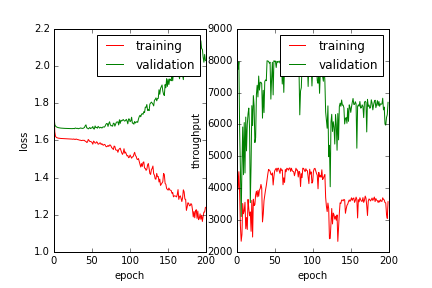 2.2
2.0
1.8
1.6
1.4
1.2
1.0
loss
0 50 100 150 200
epoch
training
validation
9000
8000
7000
6000
5000
4000
3000
2000
throughput
0 50 100 150 200
epoch
training
validation